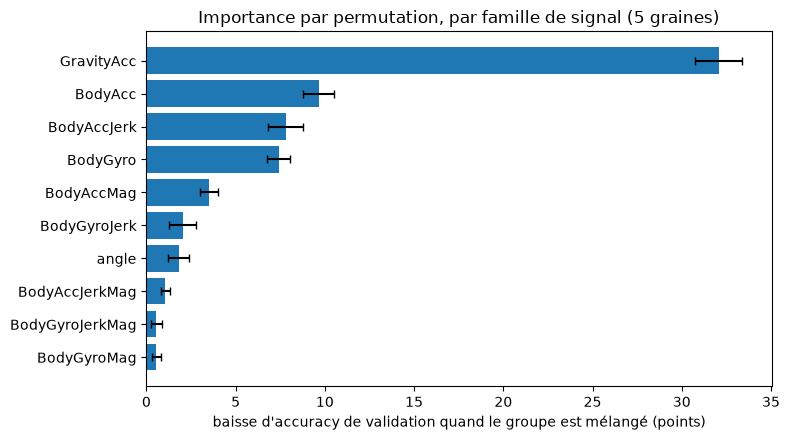 Importance par permutation, par famille de signal (5 graines)
GravityAcc
BodyAcc
BodyAccJerk
BodyGyro
BodyAccMag
BodyGyroJerk
angle
BodyAccJerkMag
BodyGyroJerkMag
BodyGyroMag
0 5 10 15 20 25 30 35
baisse d'accuracy de validation quand le groupe est mélangé (points)